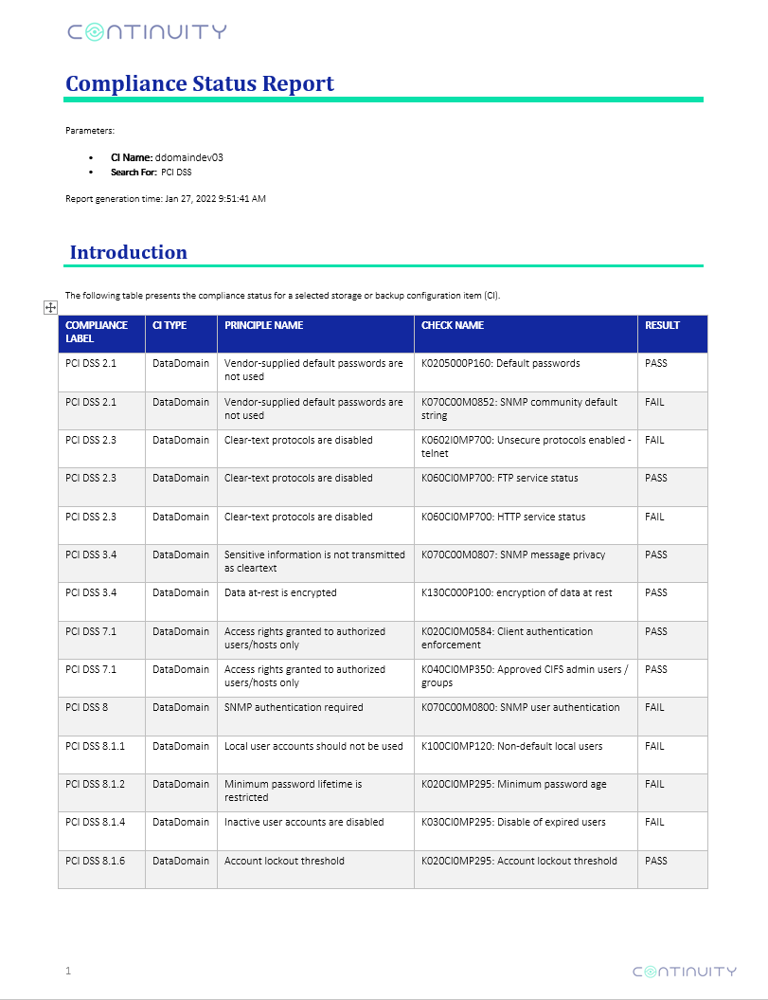 CONTINUITY
Compliance Status Report
Parameters:
• CI Name: ddomaindev03
• Search For: PCI DSS
Report generation time: Jan 27, 2022 9:51:41 AM
Introduction
The following table presents the compliance status for a selected storage or backup configuration item (CI).
COMPLIANCE LABEL CI TYPE PRINCIPLE NAME CHECK NAME RESULT
PCI DSS 2.1 DataDomain Vendor-supplied default passwords are not used K0205000P160: Default passwords PASS
PCI DSS 2.1 DataDomain Vendor-supplied default passwords are not used K070C00M0852: SNMP community default string FAIL
PCI DSS 2.3 DataDomain Clear-text protocols are disabled K0602I0MP700: Unsecure protocols enabled - telnet FAIL
PCI DSS 2.3 DataDomain Clear-text protocols are disabled K060CI0MP700: FTP service status PASS
PCI DSS 2.3 DataDomain Clear-text protocols are disabled K060CI0MP700: HTTP service status FAIL
PCI DSS 3.4 DataDomain Sensitive information is not transmitted as cleartext K070C00M0807: SNMP message privacy PASS
PCI DSS 3.4 DataDomain Data at-rest is encrypted K130C000P100: encryption of data at rest PASS
PCI DSS 7.1 DataDomain Access rights granted to authorized users/hosts only K020CI0M0584: Client authentication enforcement PASS
PCI DSS 7.1 DataDomain Access rights granted to authorized users/hosts only K040CI0MP350: Approved CIFS admin users / groups PASS
PCI DSS 8 DataDomain SNMP authentication required K070C00M0800: SNMP user authentication FAIL
PCI DSS 8.1.1 DataDomain Local user accounts should not be used K100CI0MP120: Non-default local users FAIL
PCI DSS 8.1.2 DataDomain Minimum password lifetime is restricted K020CI0MP295: Minimum password age FAIL
PCI DSS 8.1.4 DataDomain Inactive user accounts are disabled K030CI0MP295: Disable of expired users FAIL
PCI DSS 8.1.6 DataDomain Account lockout threshold K020CI0MP295: Account lockout threshold PASS
1 CONTINUITY